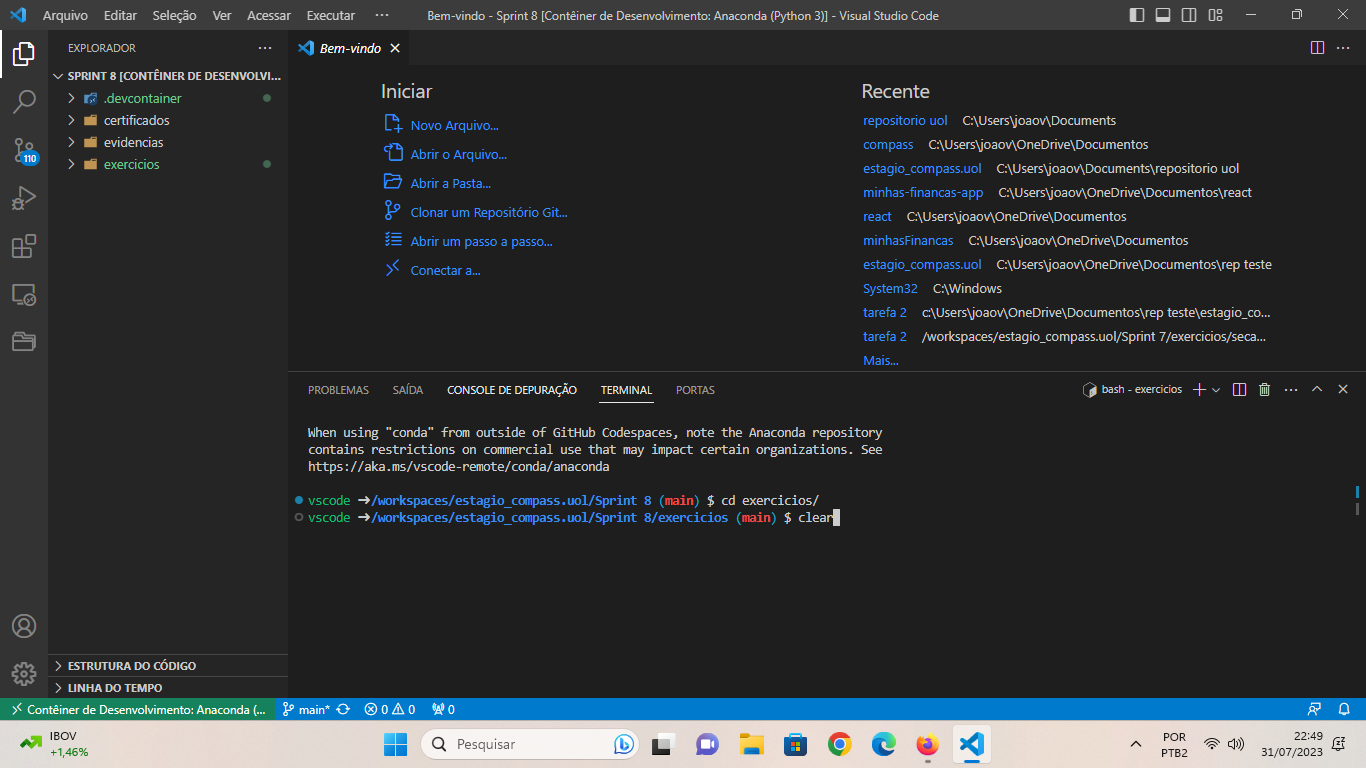 Arquivo Editar Seleção Ver Acessar Executar ··· Bem-vindo - Sprint 8 [Contêiner de Desenvolvimento: Anaconda (Python 3)] - Visual Studio Code
EXPLORADOR ···
SPRINT 8 [CONTÊINER DE DESENVOLVI...
.devcontainer
certificados
evidencias
exercicios
110
ESTRUTURA DO CÓDIGO
LINHA DO TEMPO
Bem-vindo
Iniciar
Novo Arquivo...
Abrir o Arquivo...
Abrir a Pasta...
Clonar um Repositório Git...
Abrir um passo a passo...
Conectar a...
Recente
repositorio uol C:\Users\joaov\Documents
compass C:\Users\joaov\OneDrive\Documentos
estagio_compass.uol C:\Users\joaov\Documents\repositorio uol
minhas-financas-app C:\Users\joaov\OneDrive\Documentos\react
react C:\Users\joaov\OneDrive\Documentos
minhasFinancas C:\Users\joaov\OneDrive\Documentos
estagio_compass.uol C:\Users\joaov\OneDrive\Documentos\rep teste
System32 C:\Windows
tarefa 2 c:\Users\joaov\OneDrive\Documentos\rep teste\estagio_co...
tarefa 2 /workspaces/estagio_compass.uol/Sprint 7/exercicios/seca...
Mais...
PROBLEMAS SAÍDA CONSOLE DE DEPURAÇÃO TERMINAL PORTAS bash - exercicios
When using "conda" from outside of GitHub Codespaces, note the Anaconda repository
contains restrictions on commercial use that may impact certain organizations. See
https://aka.ms/vscode-remote/conda/anaconda
vscode ➜/workspaces/estagio_compass.uol/Sprint 8 (main) $ cd exercicios/
vscode ➜/workspaces/estagio_compass.uol/Sprint 8/exercicios (main) $ clear
Contêiner de Desenvolvimento: Anaconda (... main* 0 0 0
IBOV
+1,46%
Pesquisar
POR
PTB2
22:49
31/07/2023